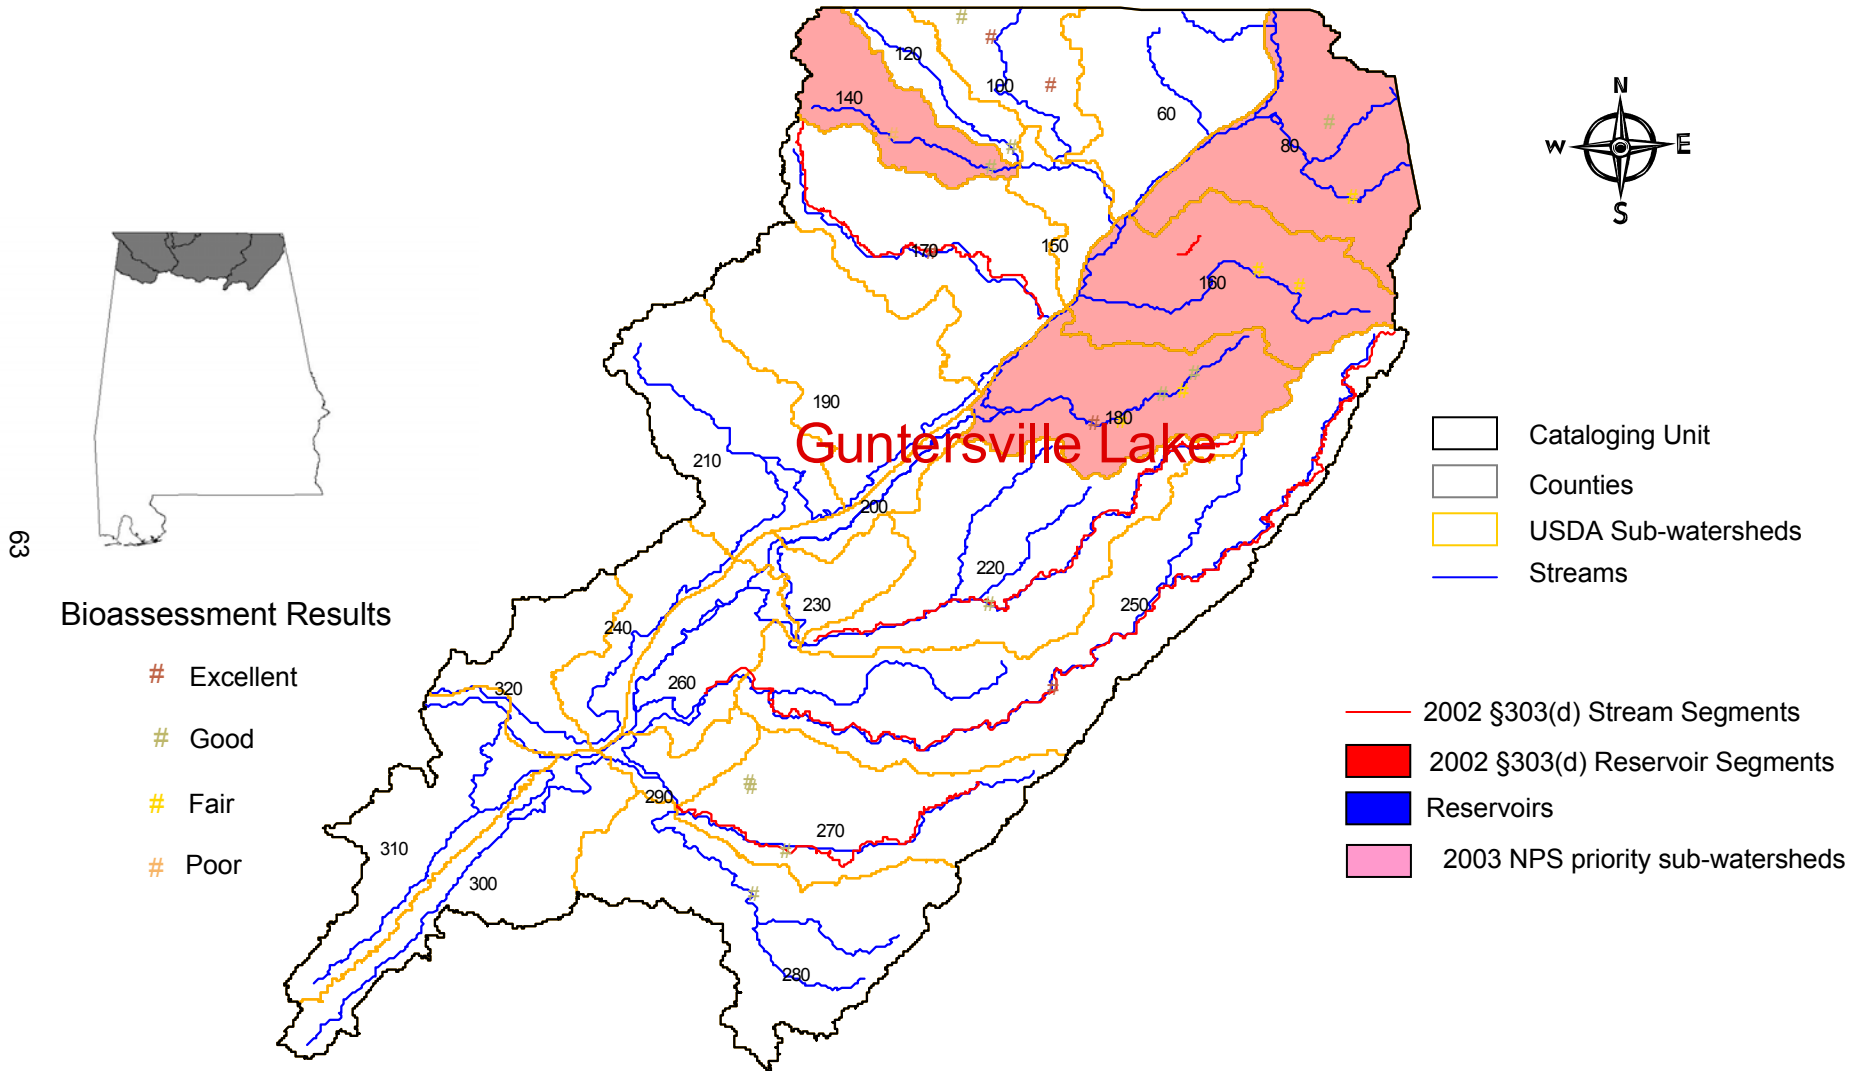 120
100
140
60
80
N
W
E
S
170
150
160
190
180
Guntersville Lake
210
200
220
230
250
240
260
320
290
270
310
300
280
63
Bioassessment Results
# Excellent
# Good
# Fair
# Poor
Cataloging Unit
Counties
USDA Sub-watersheds
Streams
2002 §303(d) Stream Segments
2002 §303(d) Reservoir Segments
Reservoirs
2003 NPS priority sub-watersheds